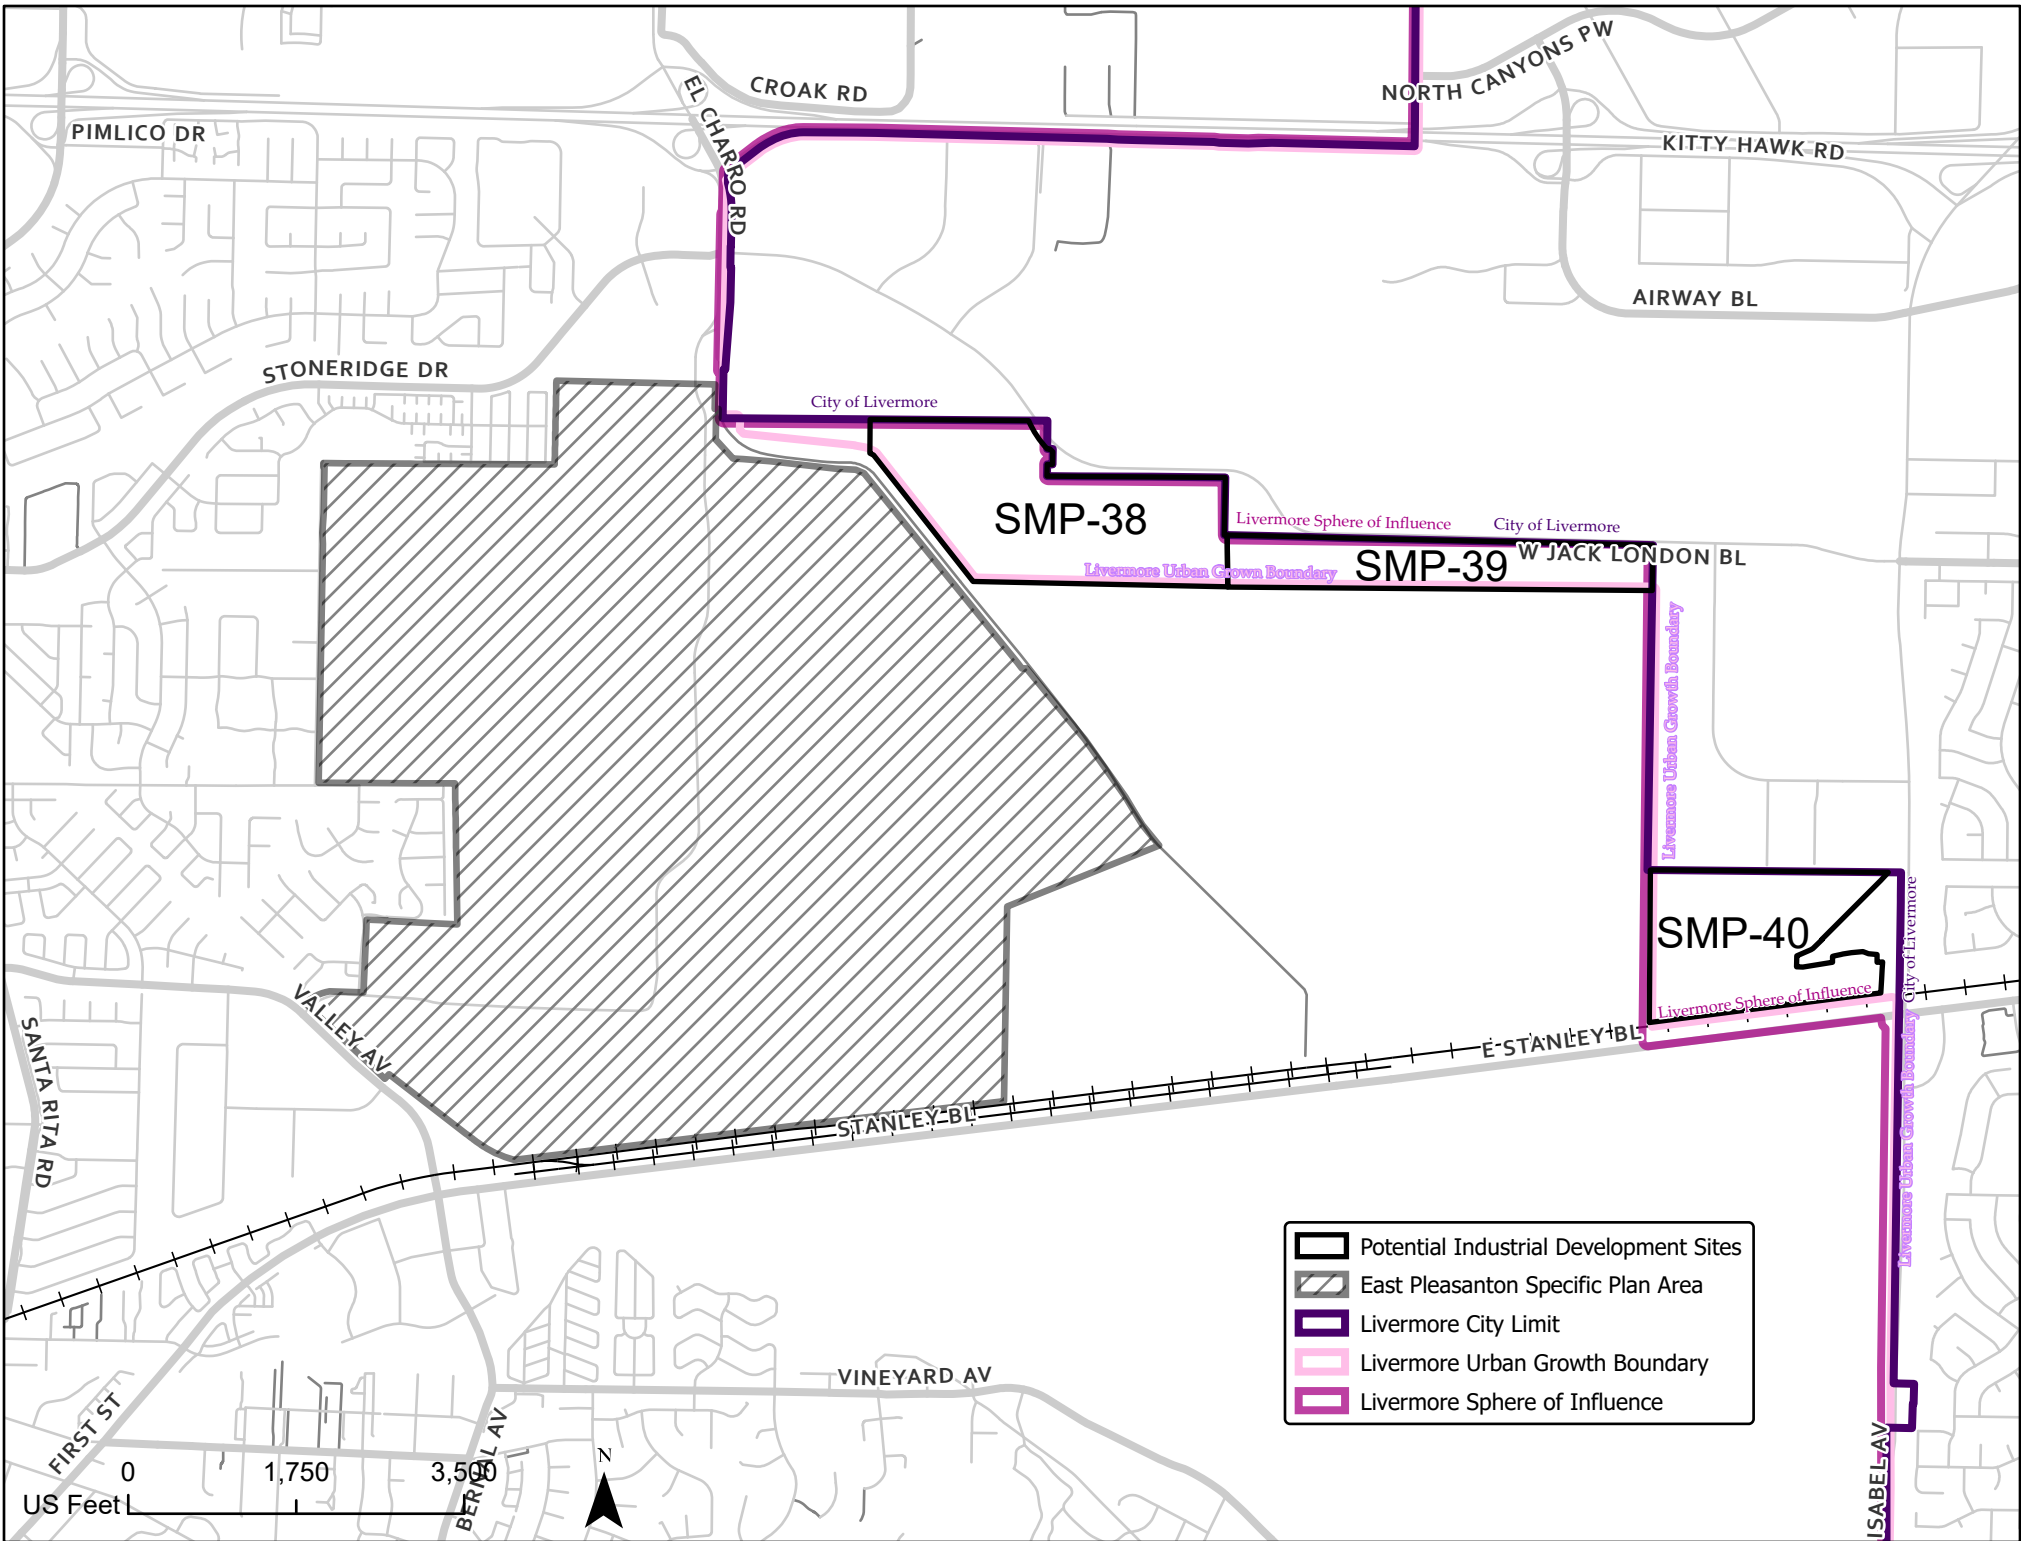 NORTH CANYONS PW
CROAK RD
EL CHARRO RD
PIMLICO DR
KITTY HAWK RD
AIRWAY BL
STONERIDGE DR
City of Livermore
SMP-38
Livermore Sphere of Influence
City of Livermore
W JACK LONDON BL
SMP-39
Livermore Urban Grown Boundary
Livermore Urban Growth Boundary
SMP-40
City of Livermore
Livermore Sphere of Influence
VALLEY AV
SANTA RITA RD
E STANLEY BL
STANLEY BL
Livermore Urban Growth Boundary
Potential Industrial Development Sites
East Pleasanton Specific Plan Area
Livermore City Limit
Livermore Urban Growth Boundary
Livermore Sphere of Influence
VINEYARD AV
FIRST ST
BERNAL AV
ISABEL AV
N
0 1,750 3,500
US Feet